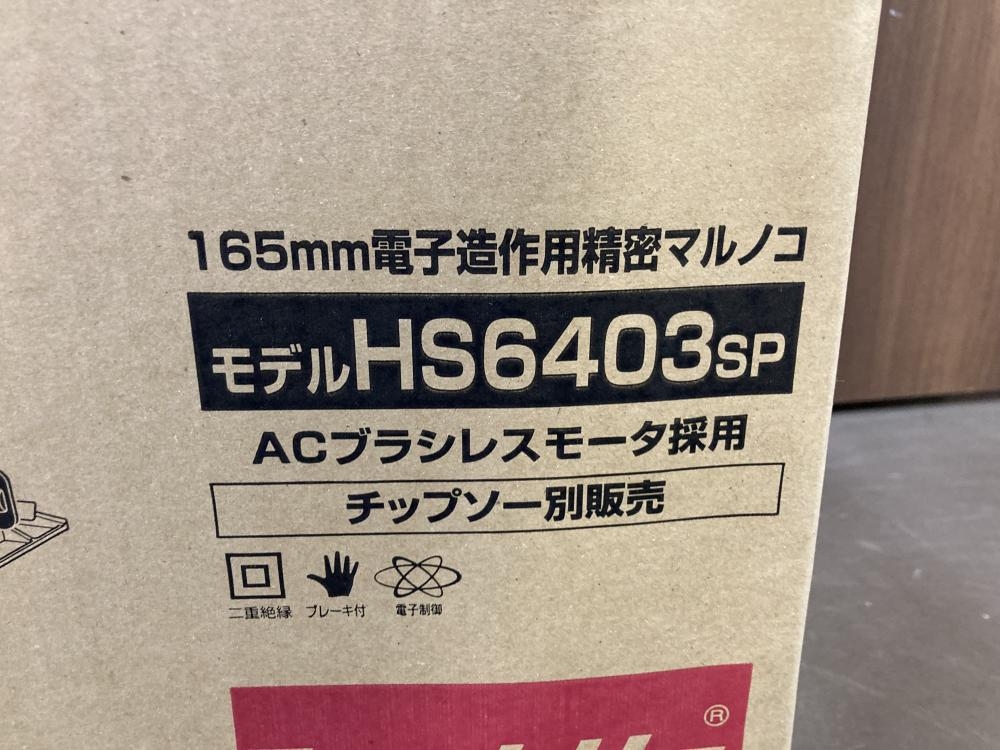 165mm電子造作用精密マルノコ
モデルHS6403SP
ACブラシレスモータ採用
チップソー別販売
二重絶縁 ブレーキ付 電子制御
®